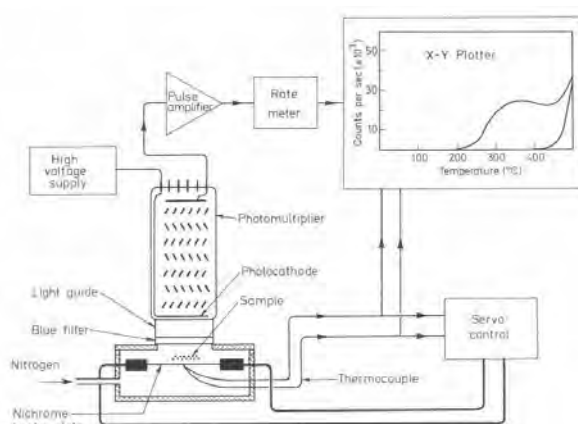 X-Y Plotter
Counts per sec (x10³)
50
30
10
100
200
300
400
Temperature (°C)
Pulse
amplifier
Rate
meter
High
voltage
supply
Photomultiplier
Photocathode
Light guide
Sample
Blue filter
Servo
control
Nitrogen
Thermocouple
Nichrome